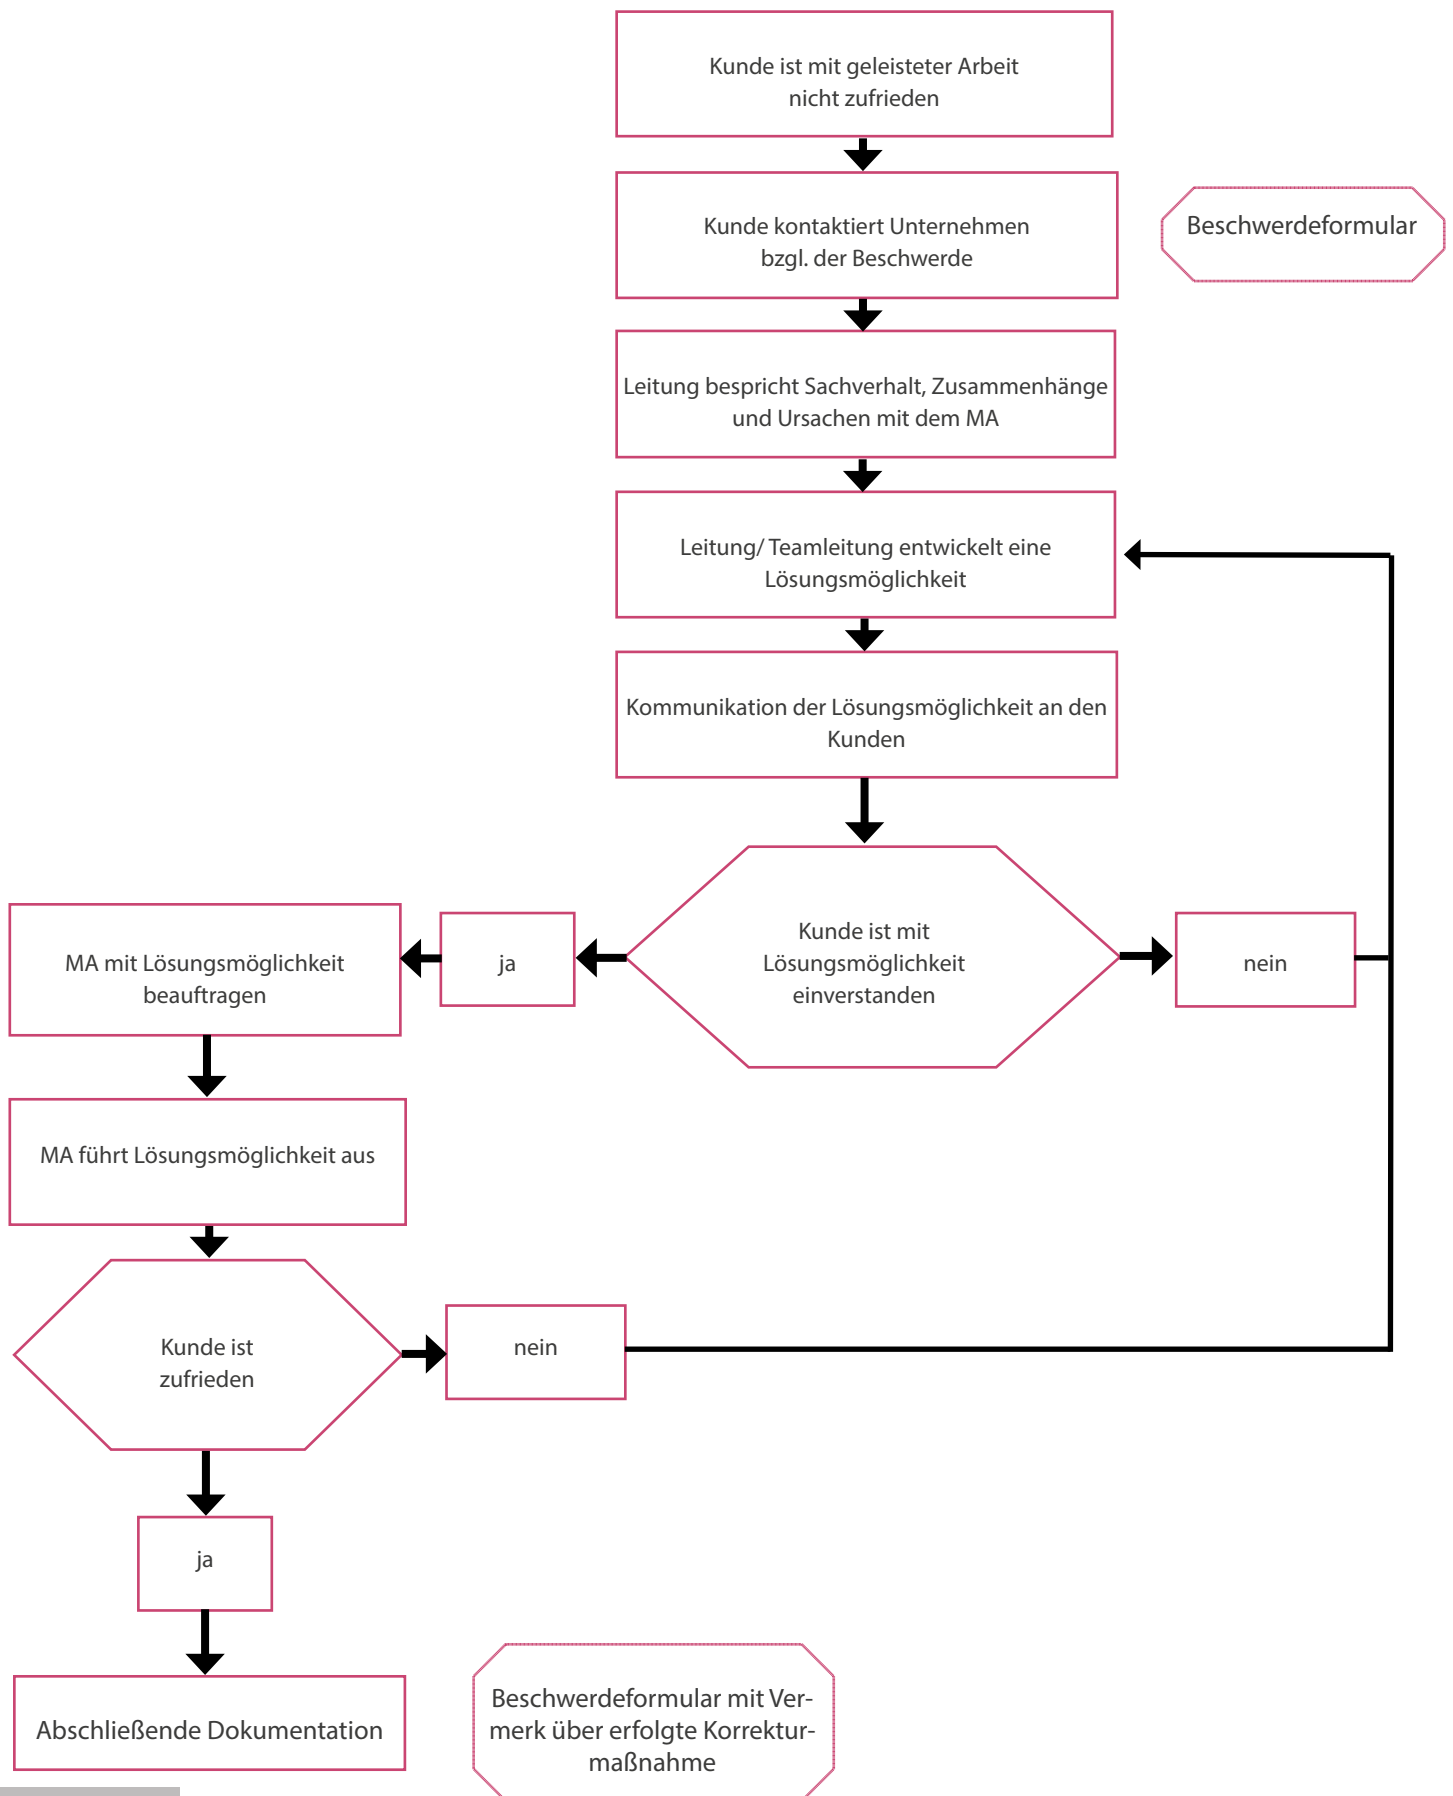 Kunde ist mit geleisteter Arbeit
nicht zufrieden
Kunde kontaktiert Unternehmen
bzgl. der Beschwerde
Beschwerdeformular
Leitung bespricht Sachverhalt, Zusammenhänge
und Ursachen mit dem MA
Leitung/ Teamleitung entwickelt eine
Lösungsmöglichkeit
Kommunikation der Lösungsmöglichkeit an den
Kunden
MA mit Lösungsmöglichkeit
beauftragen
ja
Kunde ist mit
Lösungsmöglichkeit
einverstanden
nein
MA führt Lösungsmöglichkeit aus
Kunde ist
zufrieden
nein
ja
Abschließende Dokumentation
Beschwerdeformular mit Ver-
merk über erfolgte Korrektur-
maßnahme